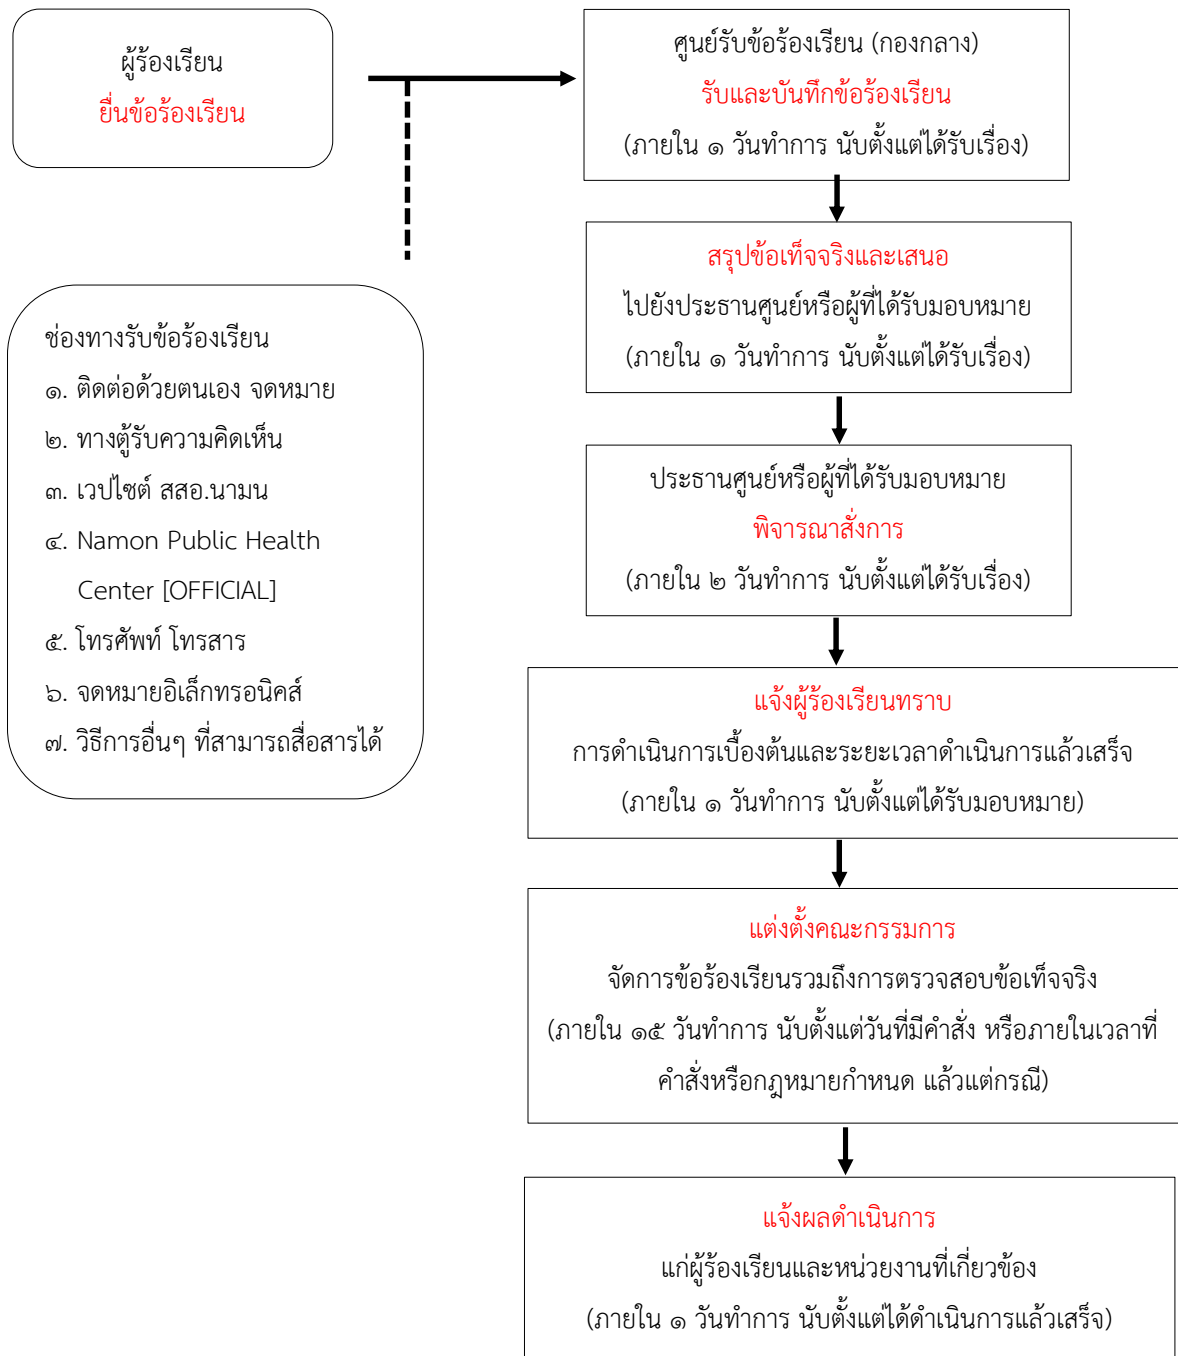 ผู้ร้องเรียน
ยื่นข้อร้องเรียน
ศูนย์รับข้อร้องเรียน (กองกลาง)
รับและบันทึกข้อร้องเรียน
(ภายใน ๑ วันทำการ นับตั้งแต่ได้รับเรื่อง)
สรุปข้อเท็จจริงและเสนอ
ไปยังประธานศูนย์หรือผู้ที่ได้รับมอบหมาย
(ภายใน ๑ วันทำการ นับตั้งแต่ได้รับเรื่อง)
ช่องทางรับข้อร้องเรียน
๑. ติดต่อด้วยตนเอง จดหมาย
๒. ทางตู้รับความคิดเห็น
๓. เวปไซต์ สสอ.นามน
๔. Namon Public Health
Center [OFFICIAL]
๕. โทรศัพท์ โทรสาร
๖. จดหมายอิเล็กทรอนิคส์
๗. วิธีการอื่นๆ ที่สามารถสื่อสารได้
ประธานศูนย์หรือผู้ที่ได้รับมอบหมาย
พิจารณาสั่งการ
(ภายใน ๒ วันทำการ นับตั้งแต่ได้รับเรื่อง)
แจ้งผู้ร้องเรียนทราบ
การดำเนินการเบื้องต้นและระยะเวลาดำเนินการแล้วเสร็จ
(ภายใน ๑ วันทำการ นับตั้งแต่ได้รับมอบหมาย)
แต่งตั้งคณะกรรมการ
จัดการข้อร้องเรียนรวมถึงการตรวจสอบข้อเท็จจริง
(ภายใน ๑๕ วันทำการ นับตั้งแต่วันที่มีคำสั่ง หรือภายในเวลาที่
คำสั่งหรือกฎหมายกำหนด แล้วแต่กรณี)
แจ้งผลดำเนินการ
แก่ผู้ร้องเรียนและหน่วยงานที่เกี่ยวข้อง
(ภายใน ๑ วันทำการ นับตั้งแต่ได้ดำเนินการแล้วเสร็จ)